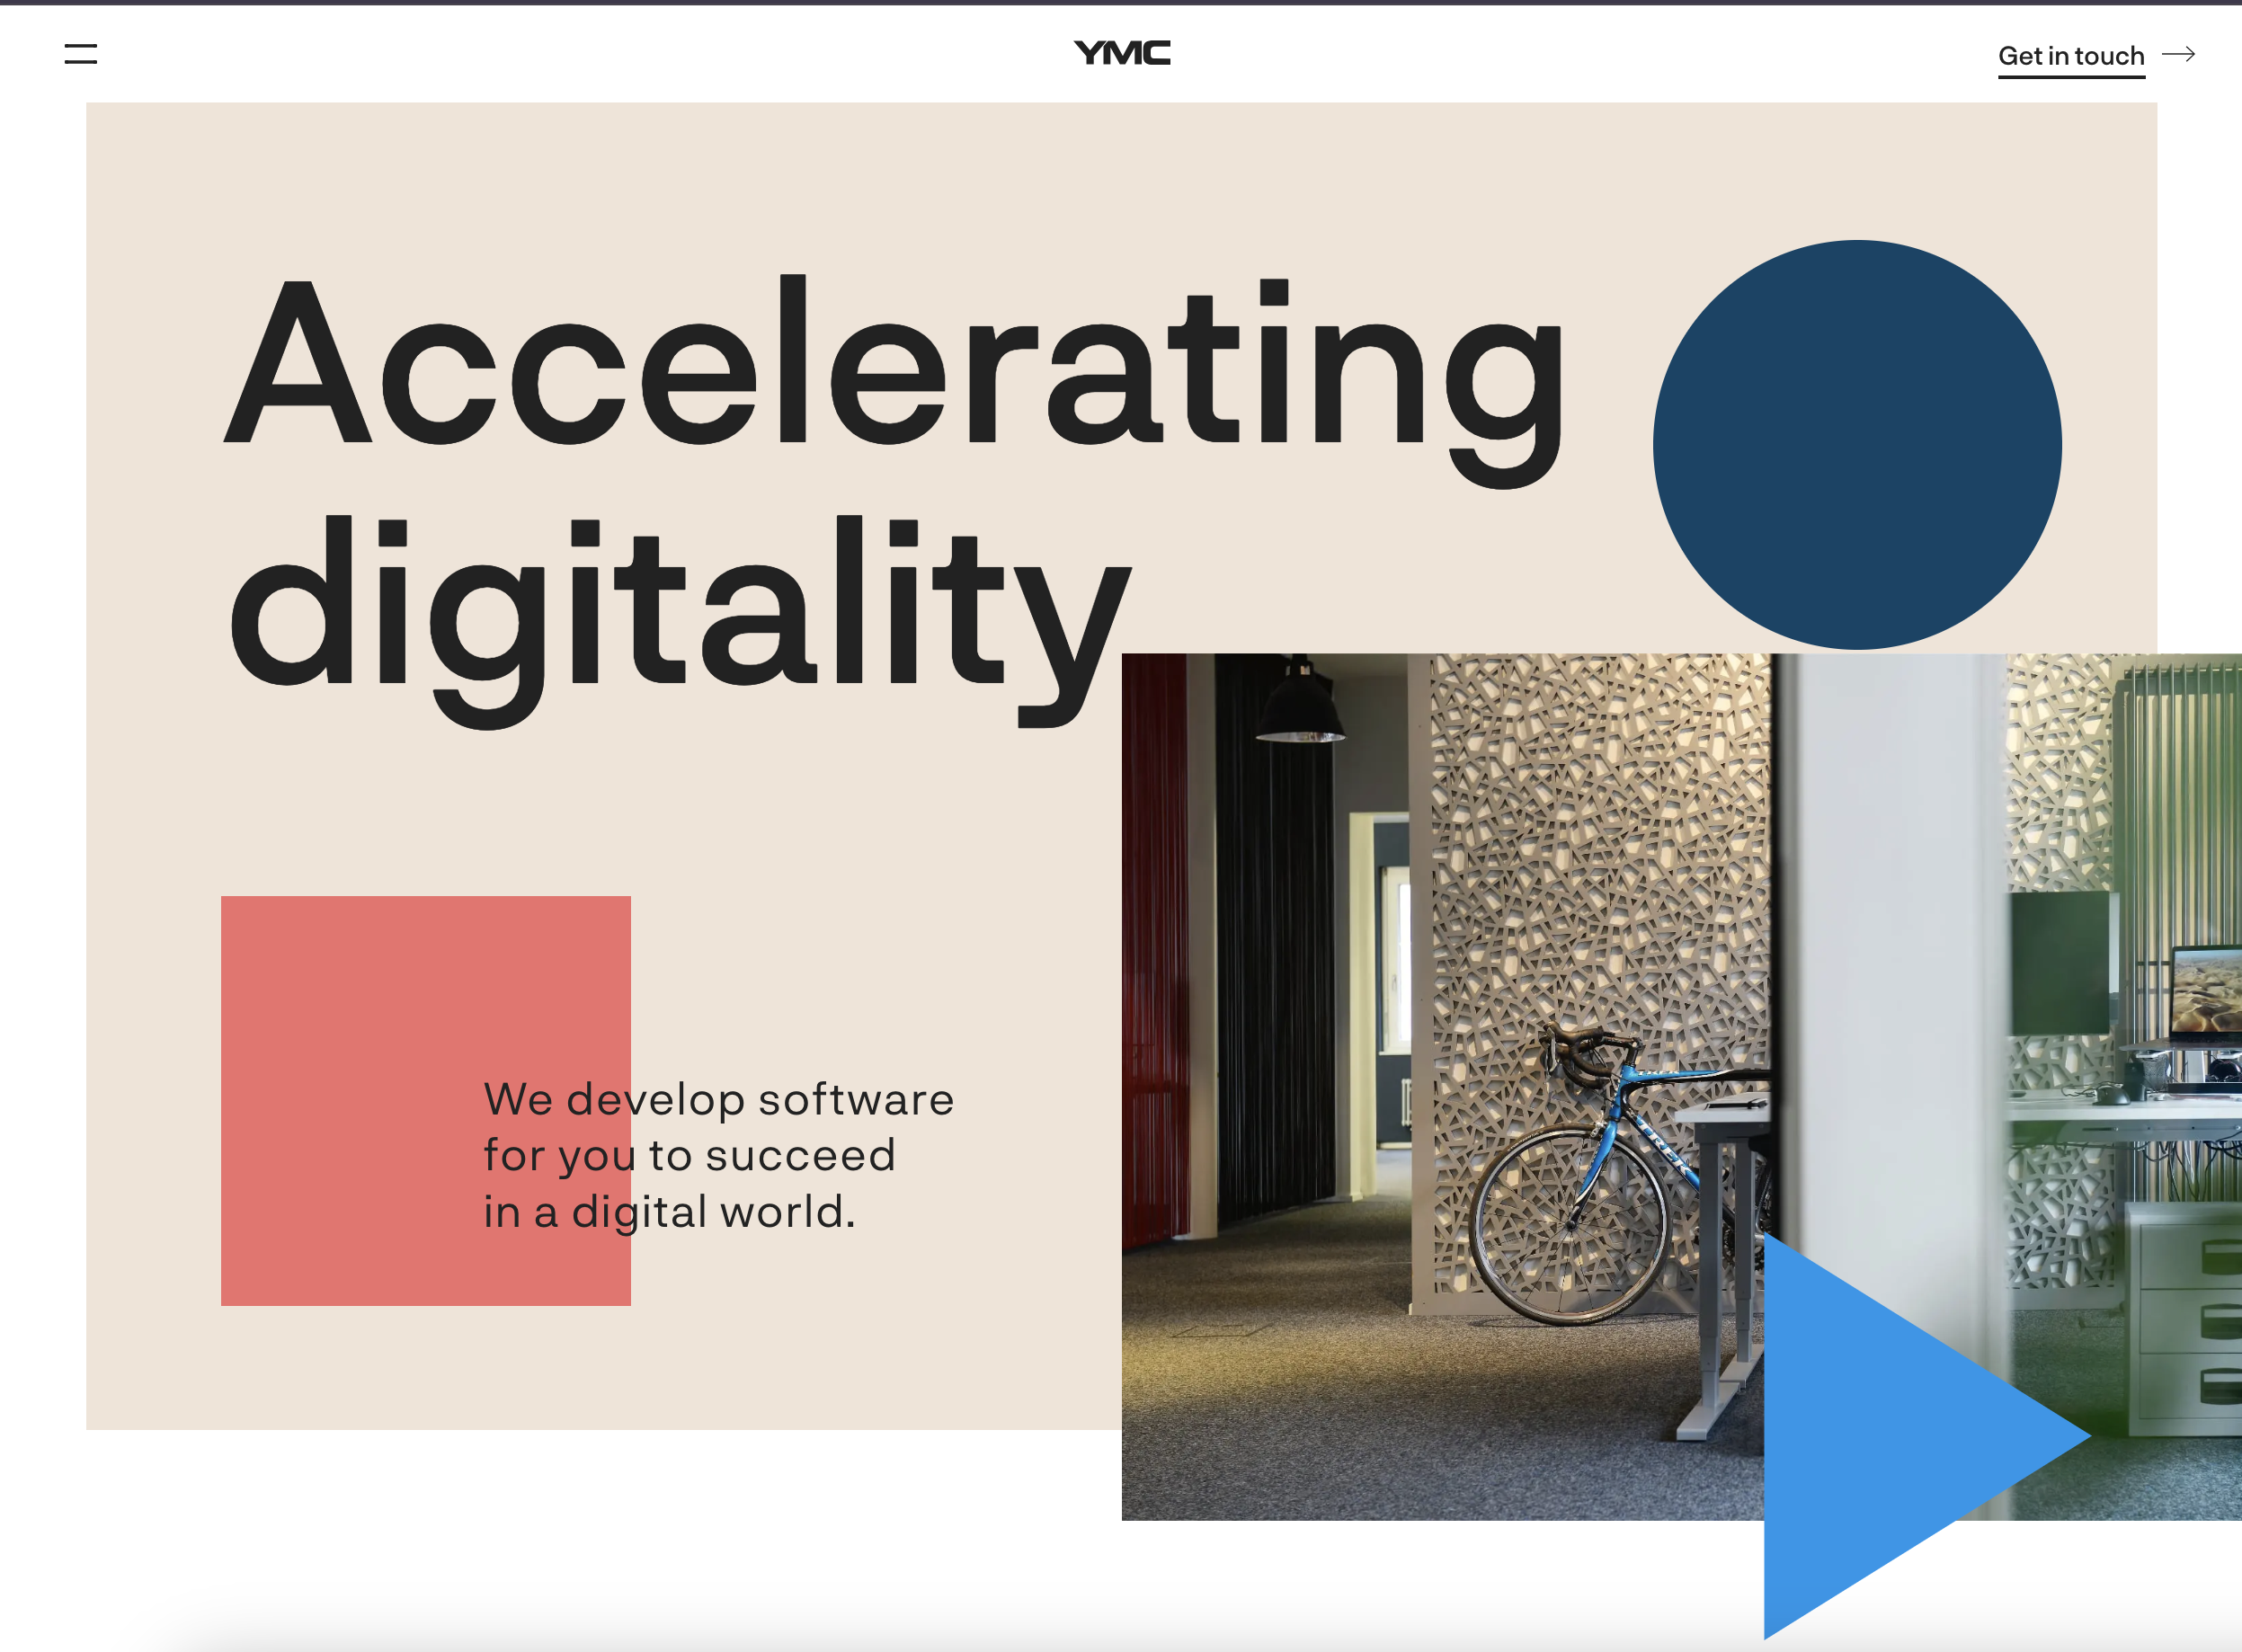 YMC
Get in touch
Accelerating
digitality
We develop software
for you to succeed
in a digital world.
TREK